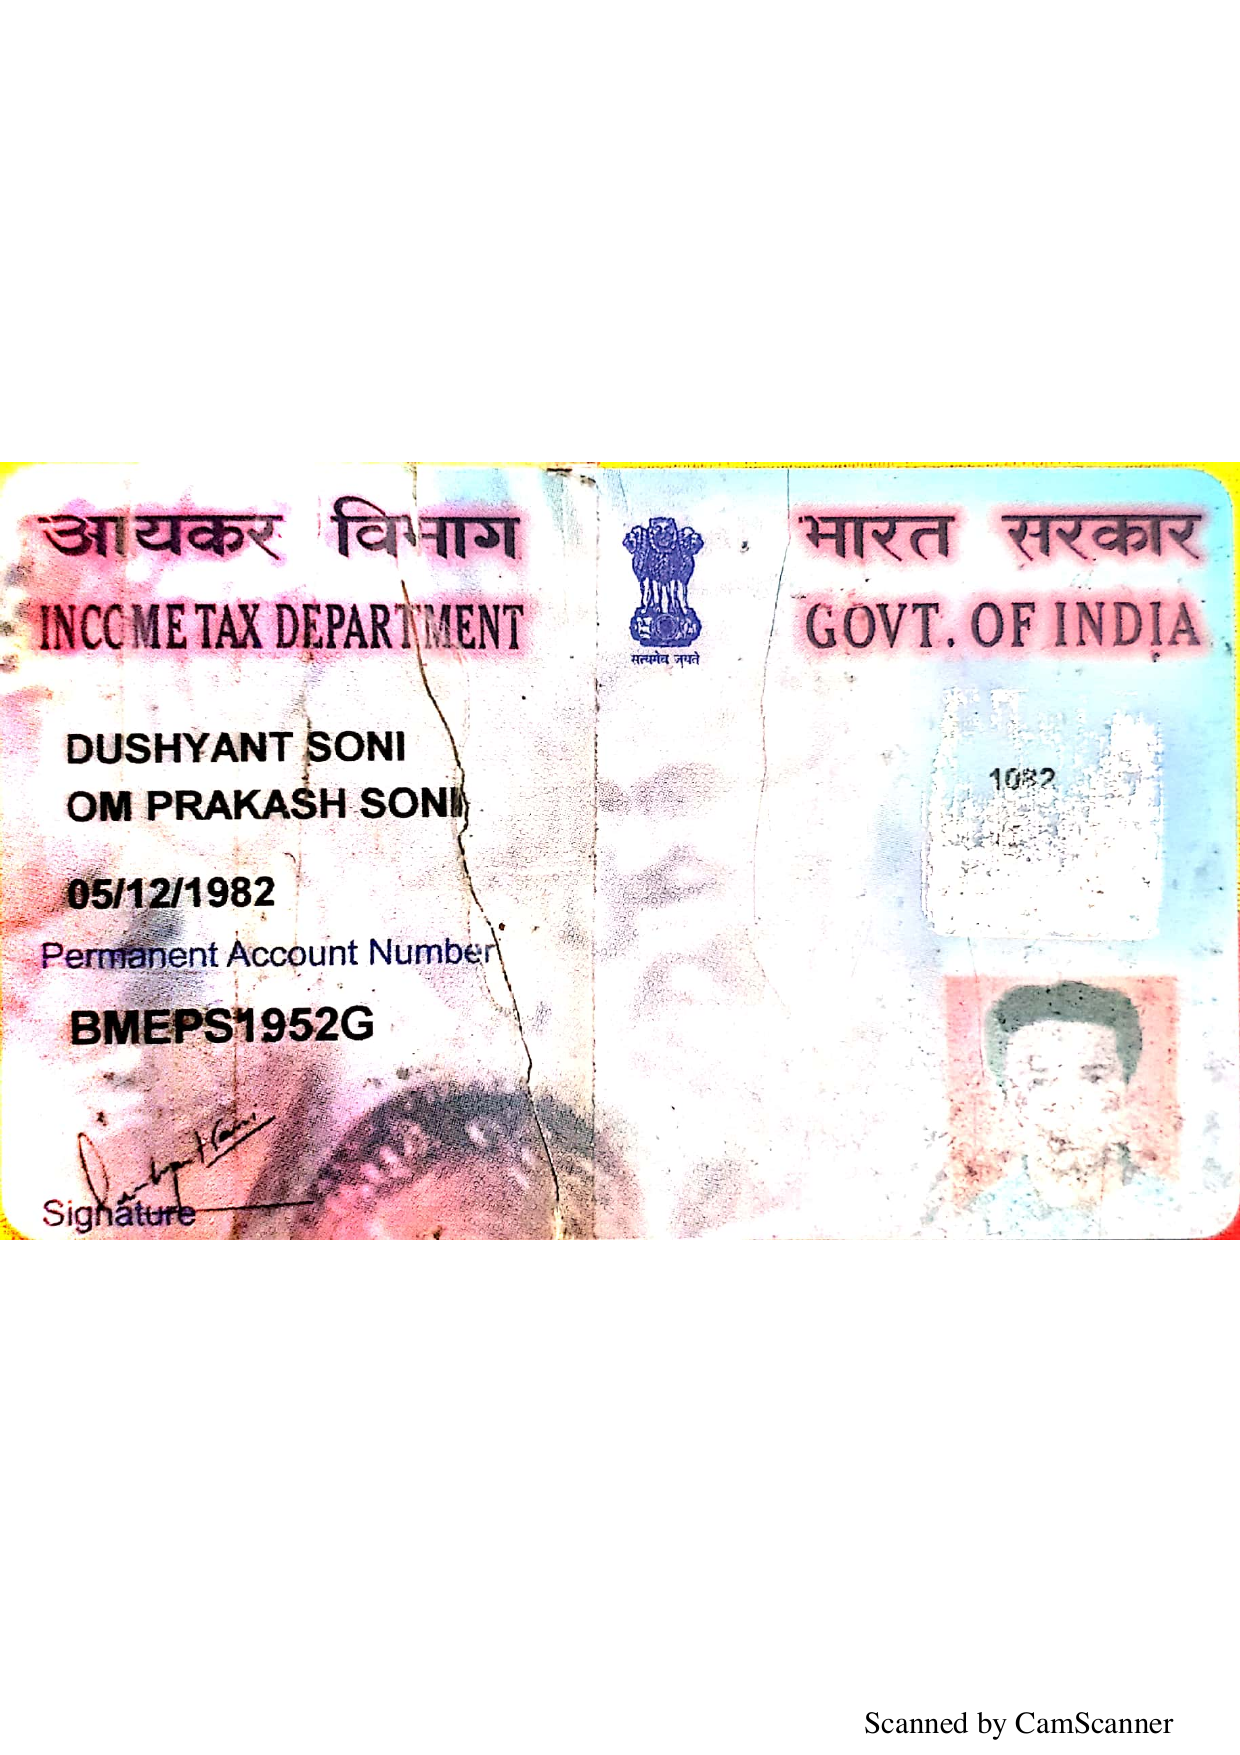 आयकर विभाग
भारत सरकार
INCOME TAX DEPARTMENT
GOVT. OF INDIA
सत्यमेव जयते
DUSHYANT SONI
OM PRAKASH SONI
1082
05/12/1982
Permanent Account Number
BMEPS1952G
Signature
Scanned by CamScanner